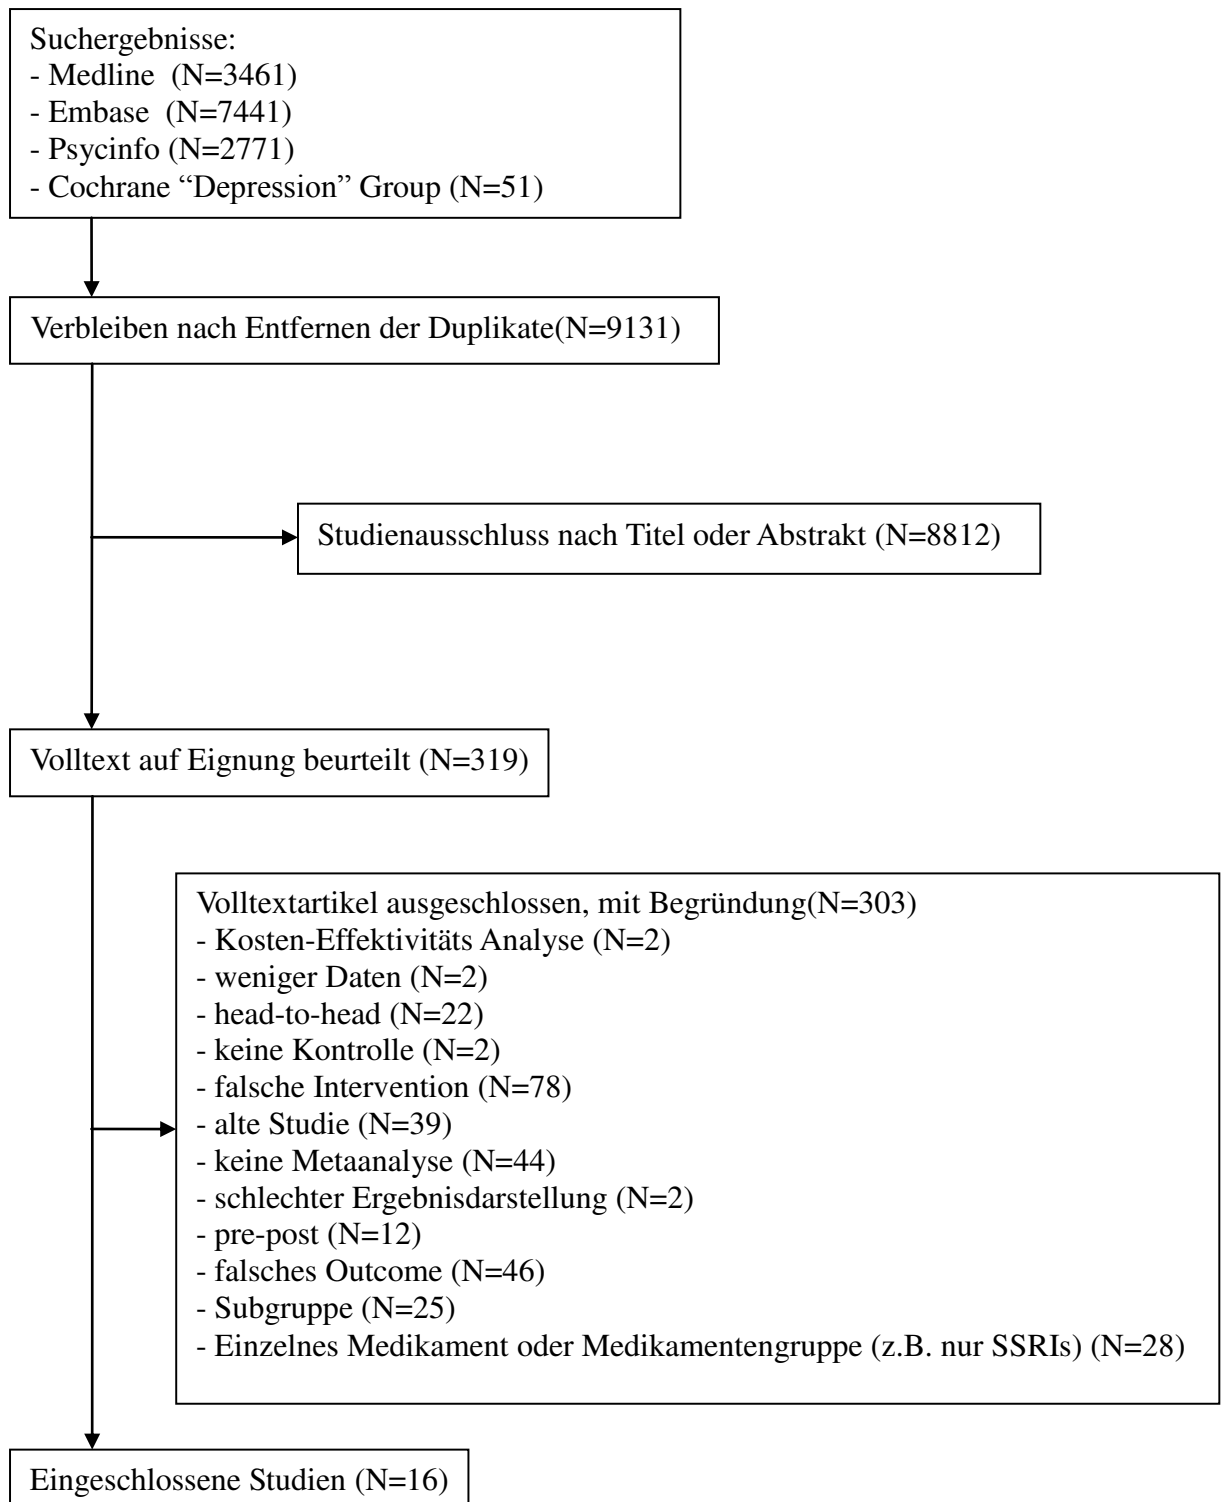 Suchergebnisse:
- Medline (N=3461)
- Embase (N=7441)
- Psycinfo (N=2771)
- Cochrane “Depression” Group (N=51)
Verbleiben nach Entfernen der Duplikate(N=9131)
Studienausschluss nach Titel oder Abstrakt (N=8812)
Volltext auf Eignung beurteilt (N=319)
Volltextartikel ausgeschlossen, mit Begründung(N=303)
- Kosten-Effektivitäts Analyse (N=2)
- weniger Daten (N=2)
- head-to-head (N=22)
- keine Kontrolle (N=2)
- falsche Intervention (N=78)
- alte Studie (N=39)
- keine Metaanalyse (N=44)
- schlechter Ergebnisdarstellung (N=2)
- pre-post (N=12)
- falsches Outcome (N=46)
- Subgruppe (N=25)
- Einzelnes Medikament oder Medikamentengruppe (z.B. nur SSRIs) (N=28)
Eingeschlossene Studien (N=16)